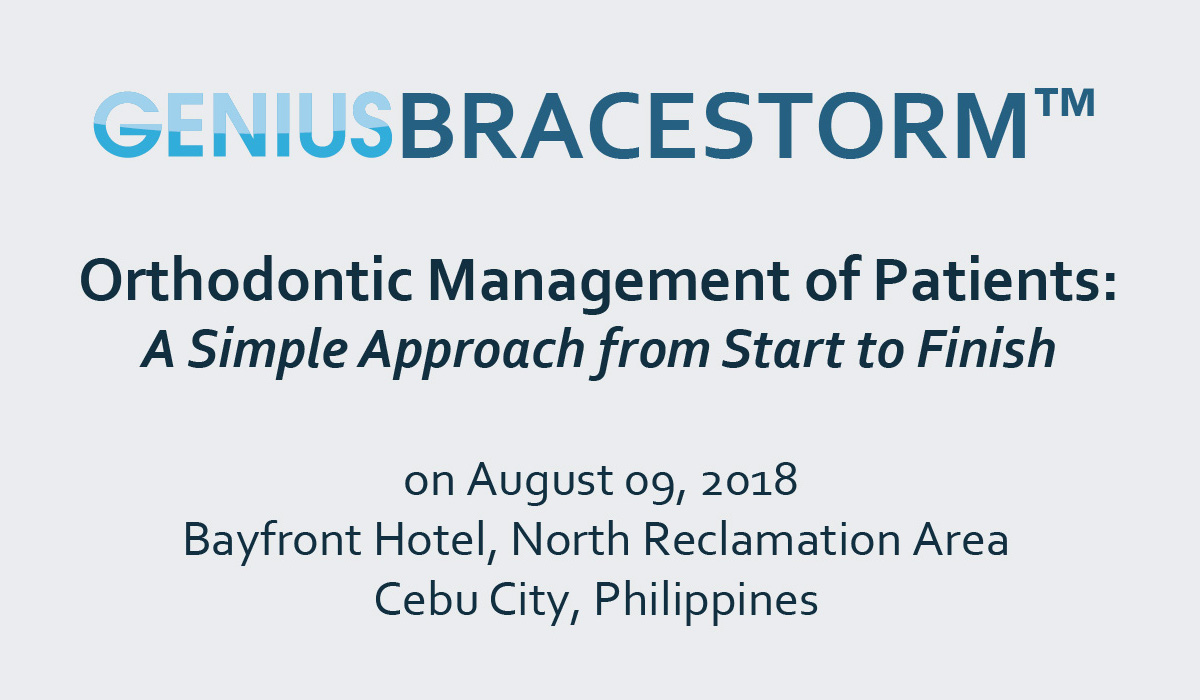 GENIUSBRACESTORM™
Orthodontic Management of Patients:
A Simple Approach from Start to Finish
on August 09, 2018
Bayfront Hotel, North Reclamation Area
Cebu City, Philippines